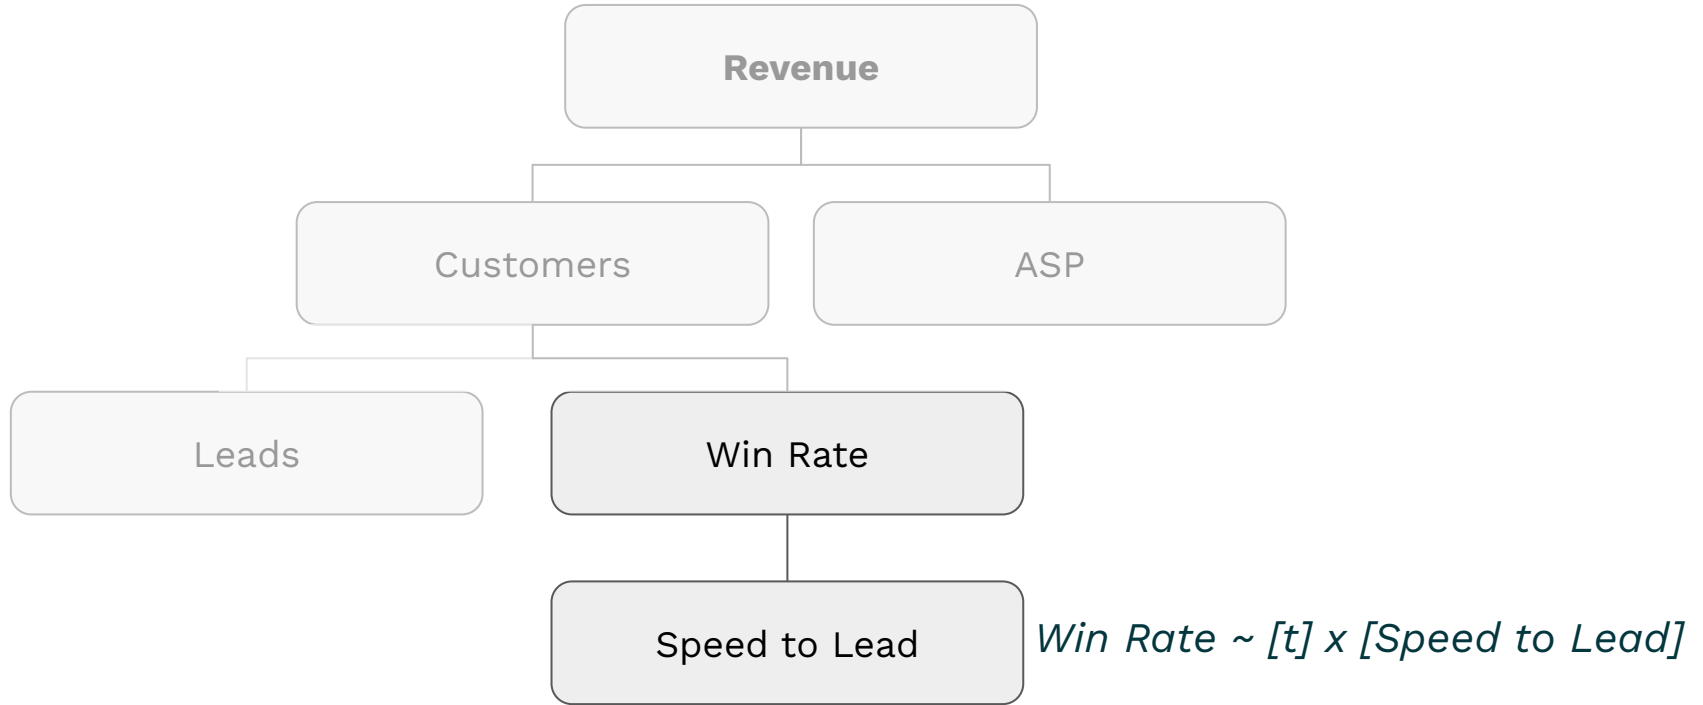 Revenue
Customers
ASP
Leads
Win Rate
Speed to Lead
Win Rate ~ [t] x [Speed to Lead]